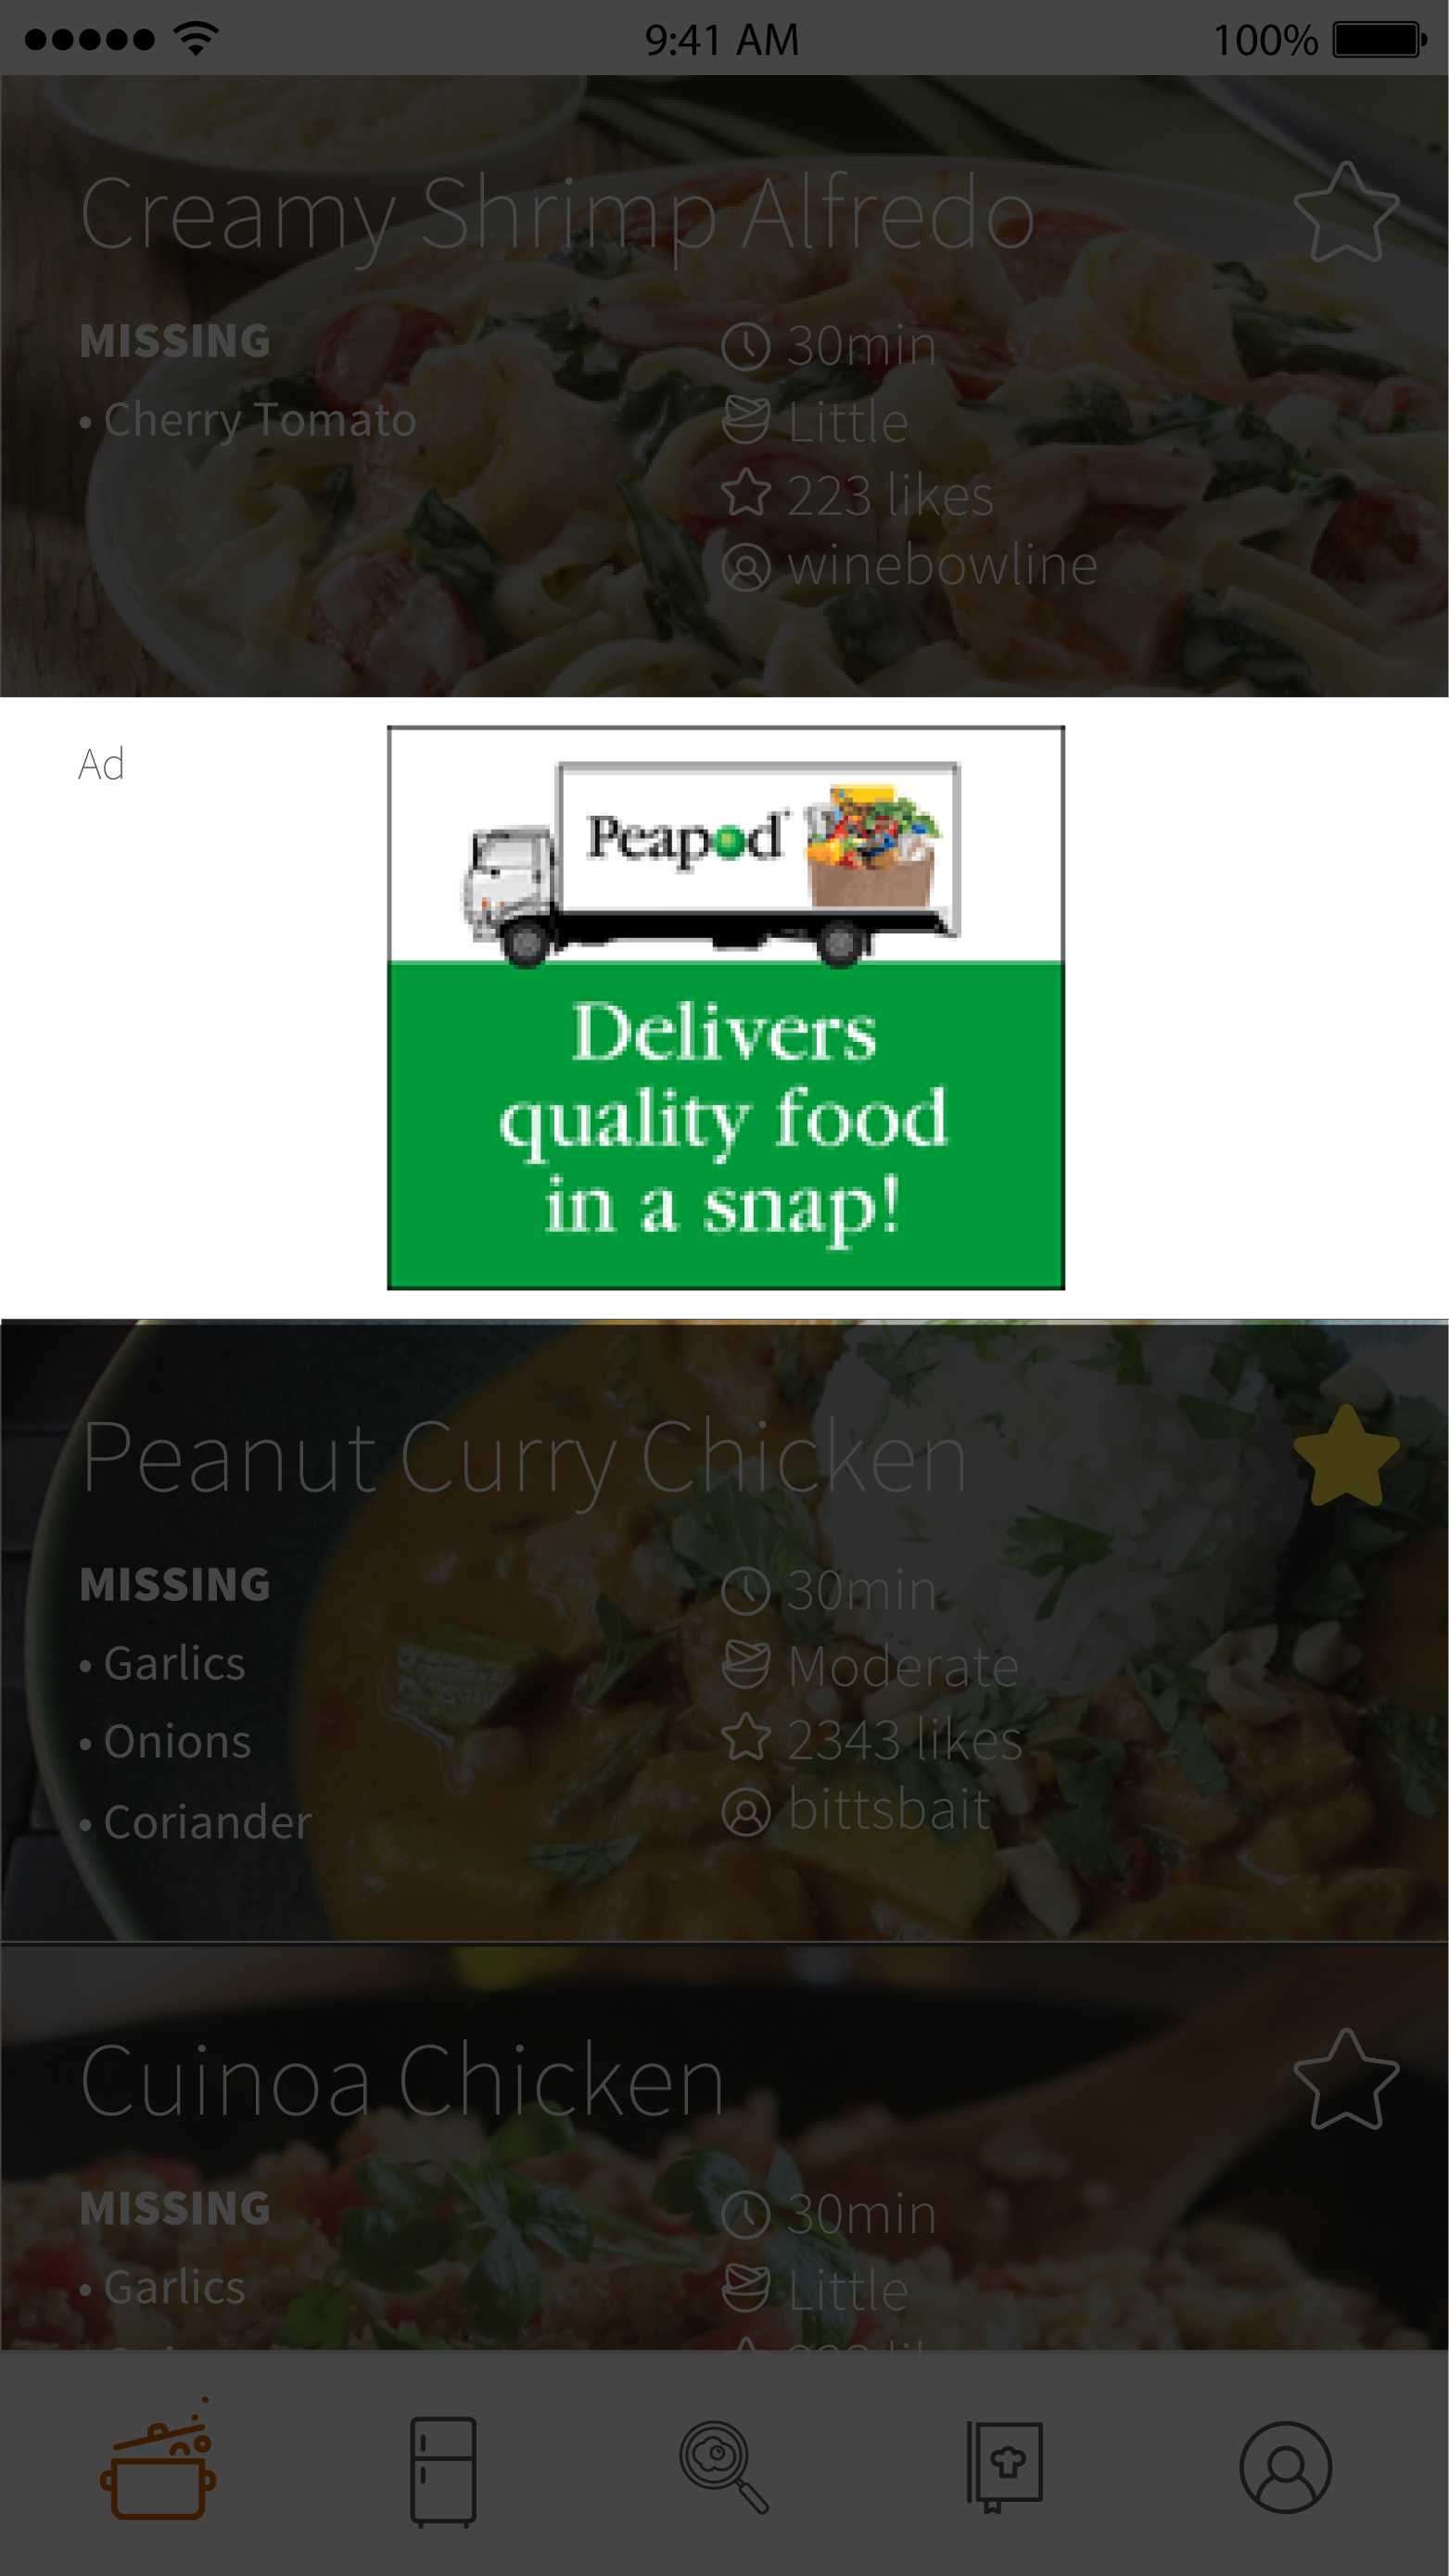 9:41 AM
100%
Creamy Shrimp Alfredo
MISSING
• Cherry Tomato
30min
Little
223 likes
winebowline
Ad
Peapod
Delivers
quality food
in a snap!
Peanut Curry Chicken
MISSING
• Garlics
• Onions
• Coriander
30min
Moderate
2343 likes
bittsbait
Cuinoa Chicken
MISSING
• Garlics
30min
Little